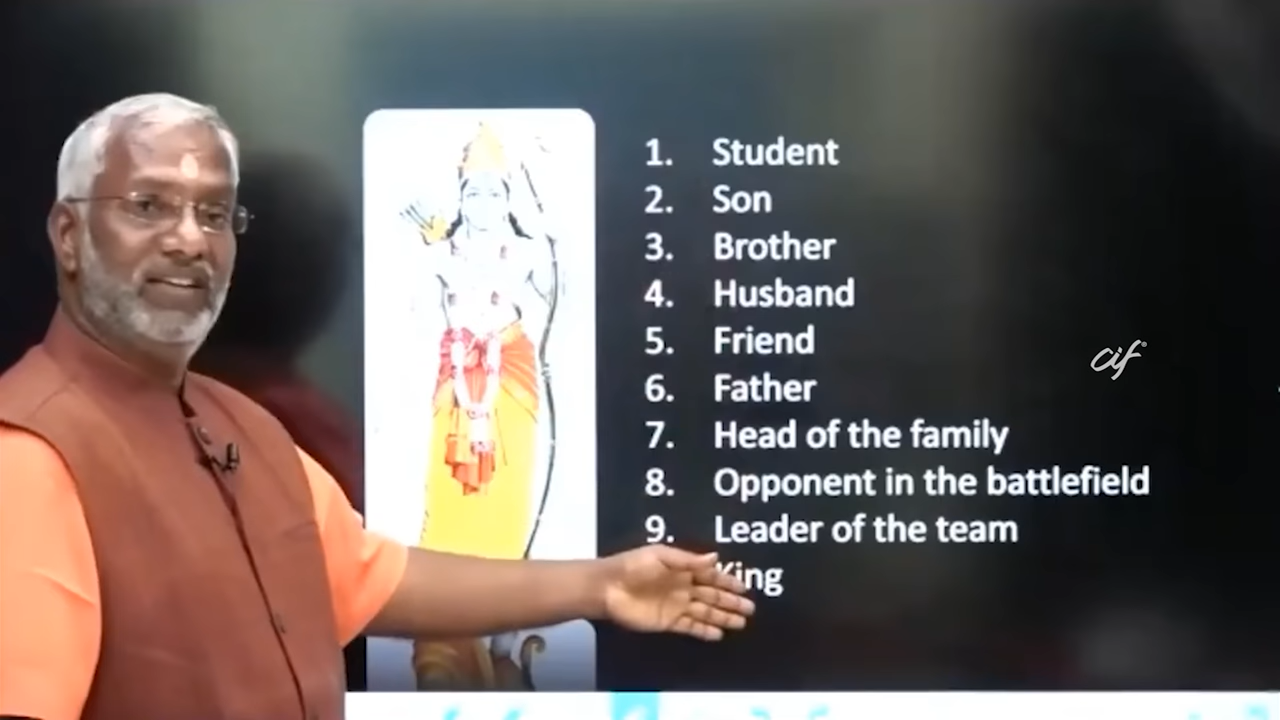 1. Student
2. Son
3. Brother
4. Husband
5. Friend
6. Father
7. Head of the family
8. Opponent in the battlefield
9. Leader of the team
King
cif